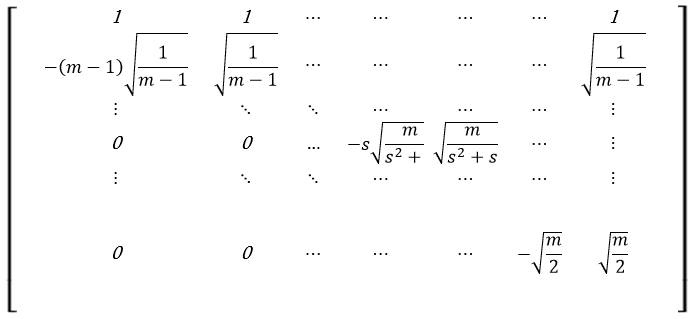 1 1 ⋯ ⋯ ⋯ ⋯ 1
−(m − 1)√(1/(m − 1)) √(1/(m − 1)) ⋯ ⋯ ⋯ ⋯ √(1/(m − 1))
⋮ ⋱ ⋱ ⋯ ⋯ ⋯ ⋮
0 0 ... −s√(m/(s² +)) √(m/(s² + s)) ⋯ ⋮
⋮ ⋱ ⋱ ⋯ ⋯ ⋯ ⋮
0 0 ⋯ ⋯ ⋯ −√(m/2) √(m/2)